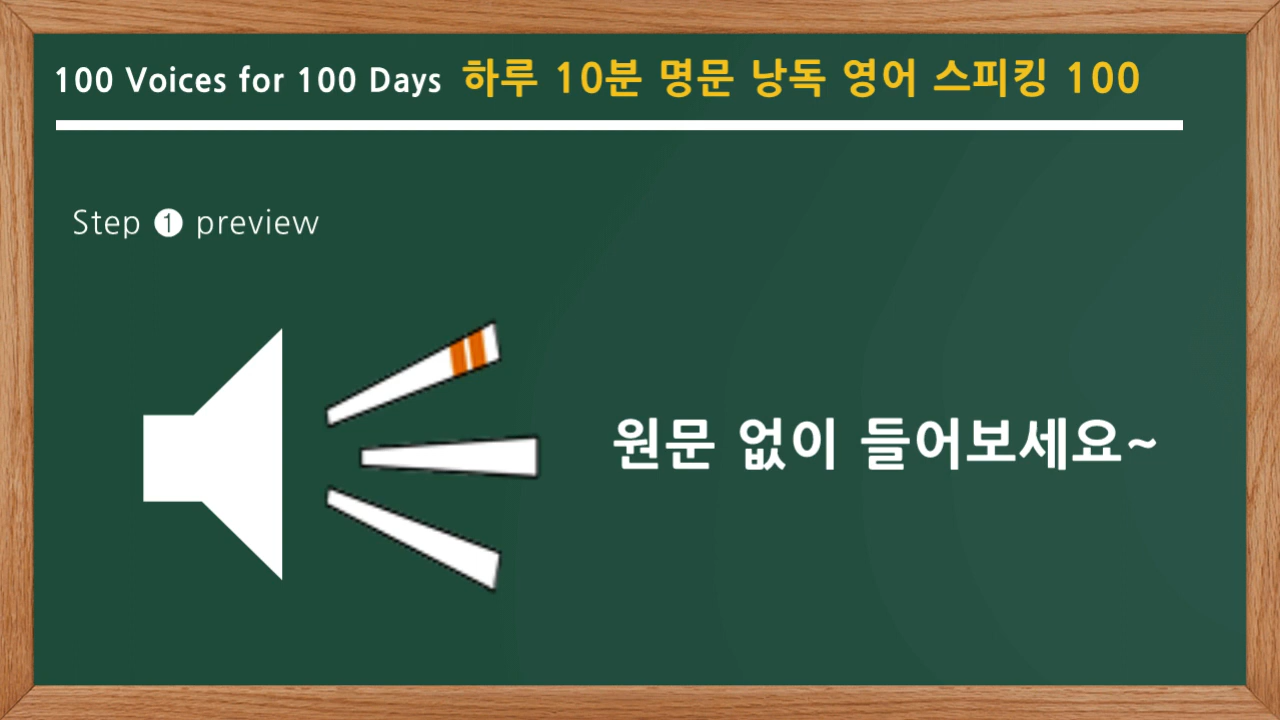 100 Voices for 100 Days 하루 10분 명문 낭독 영어 스피킹 100
Step ❶ preview
원문 없이 들어보세요~